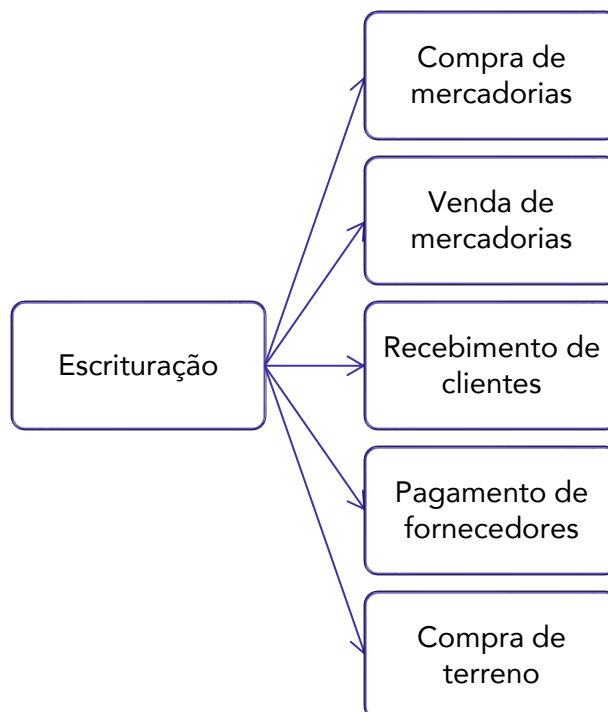 Compra de
mercadorias
Venda de
mercadorias
Escrituração
Recebimento de
clientes
Pagamento de
fornecedores
Compra de
terreno